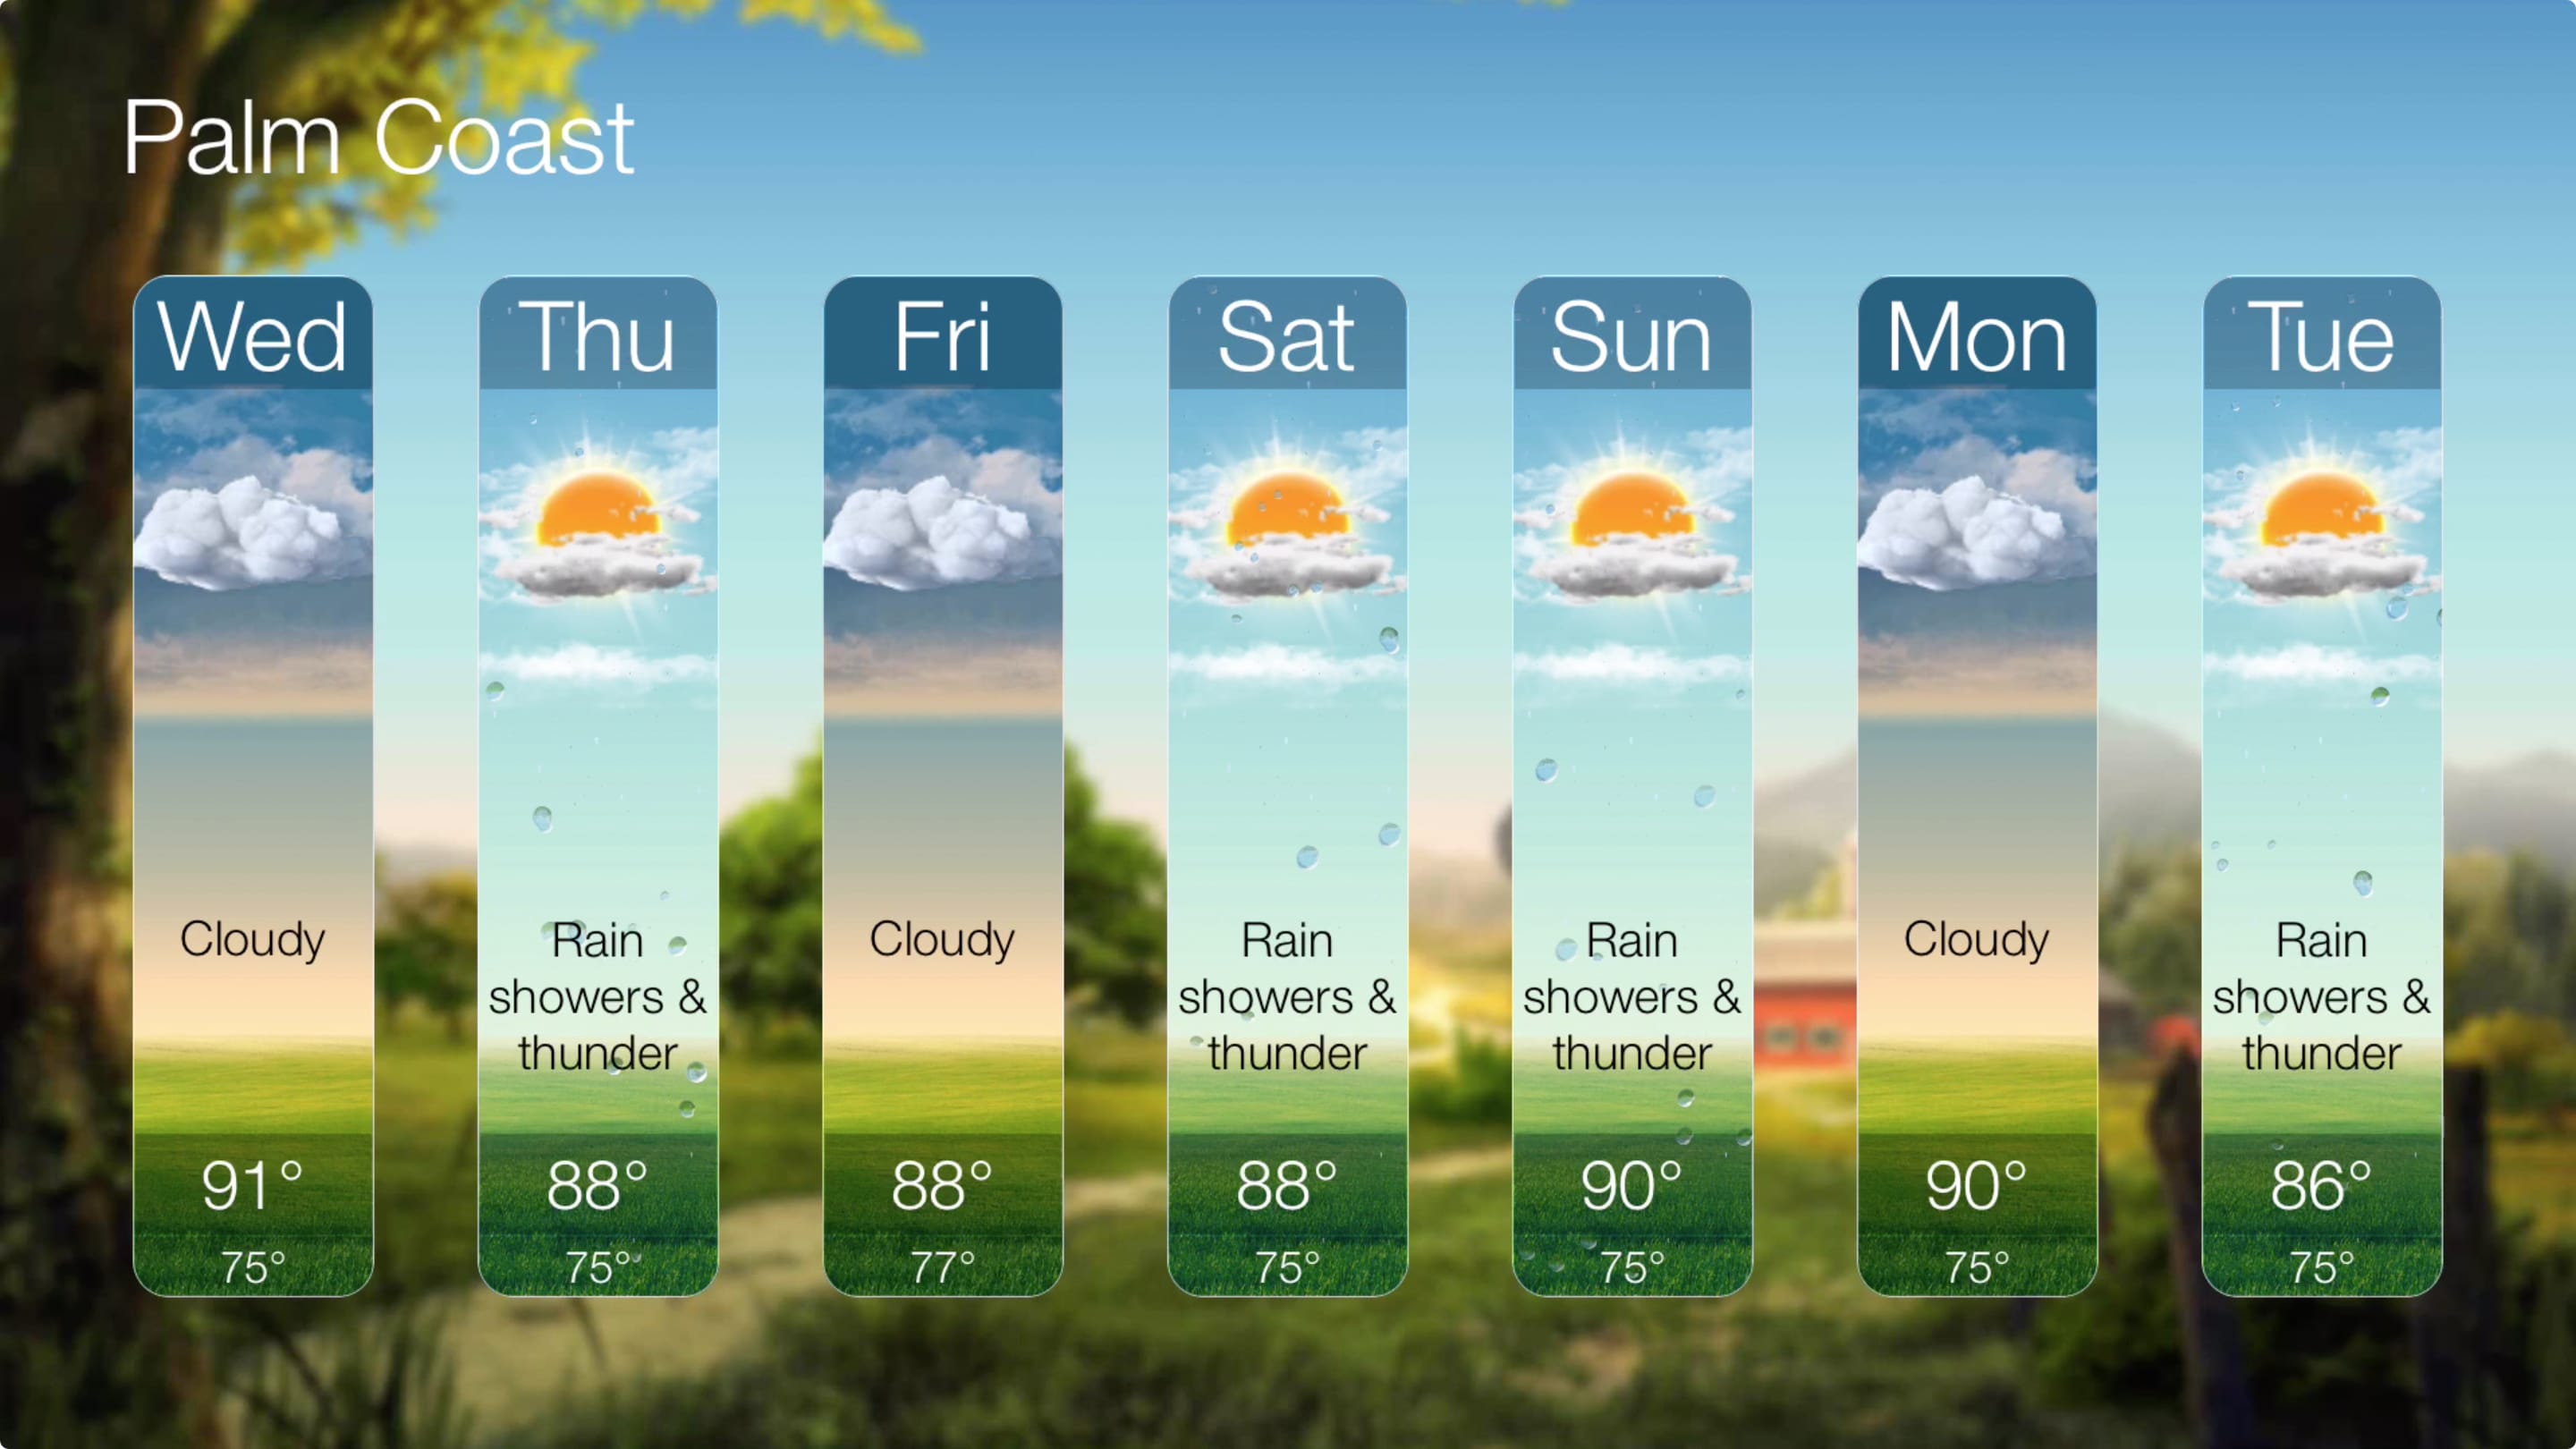 Palm Coast
Wed
Cloudy
91°
75°
Thu
Rain
showers &
thunder
88°
75°
Fri
Cloudy
88°
77°
Sat
Rain
showers &
thunder
88°
75°
Sun
Rain
showers &
thunder
90°
75°
Mon
Cloudy
90°
75°
Tue
Rain
showers &
thunder
86°
75°